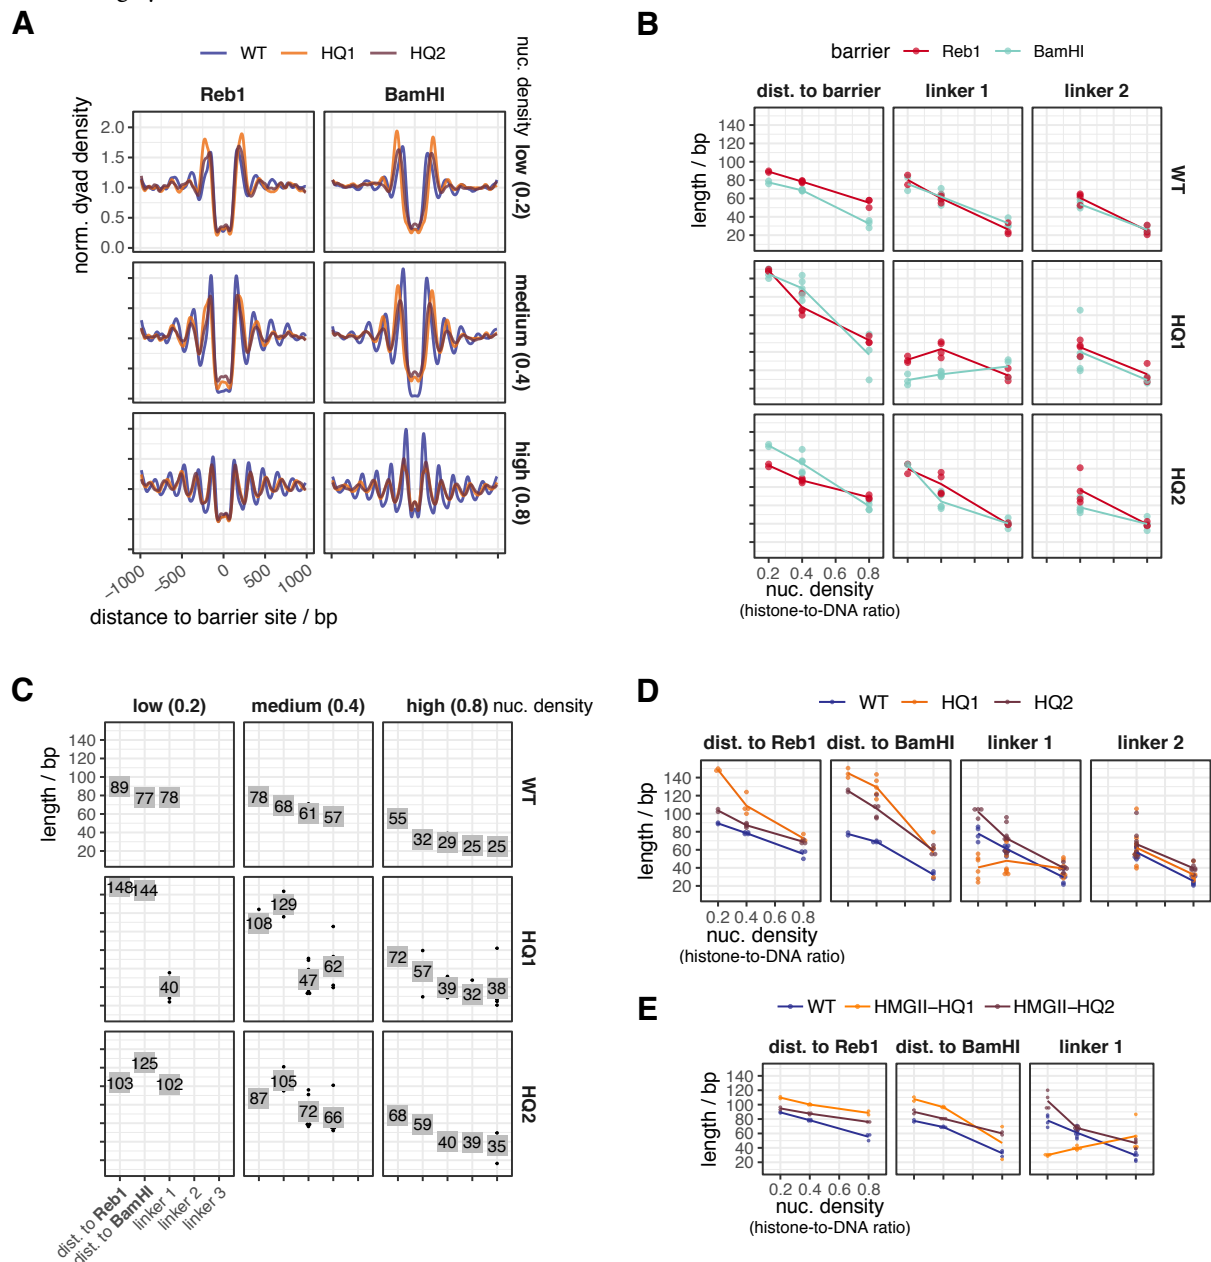 A
WT HQ1 HQ2
nuc. density
Reb1 BamHI
norm. dyad density
2.0
1.5
1.0
0.5
0.0
low (0.2)
medium (0.4)
high (0.8)
−1000 −500 0 500 1000
distance to barrier site / bp
B
barrier Reb1 BamHI
dist. to barrier linker 1 linker 2
length / bp
140
120
100
80
60
40
20
WT
HQ1
HQ2
0.2 0.4 0.6 0.8
nuc. density
(histone-to-DNA ratio)
C
low (0.2) medium (0.4) high (0.8) nuc. density
length / bp
140
120
100
80
60
40
20
89 77 78
78 68 61 57
55 32 29 25 25
WT
148 144 40
108 129 47 62
72 57 39 32 38
HQ1
103 125 102
87 105 72 66
68 59 40 39 35
HQ2
dist. to Reb1
dist. to BamHI
linker 1
linker 2
linker 3
D
WT HQ1 HQ2
dist. to Reb1 dist. to BamHI linker 1 linker 2
length / bp
140
120
100
80
60
40
20
0.2 0.4 0.6 0.8
nuc. density
(histone-to-DNA ratio)
E
WT HMGII−HQ1 HMGII−HQ2
dist. to Reb1 dist. to BamHI linker 1
length / bp
140
120
100
80
60
40
20
0.2 0.4 0.6 0.8
nuc. density
(histone-to-DNA ratio)